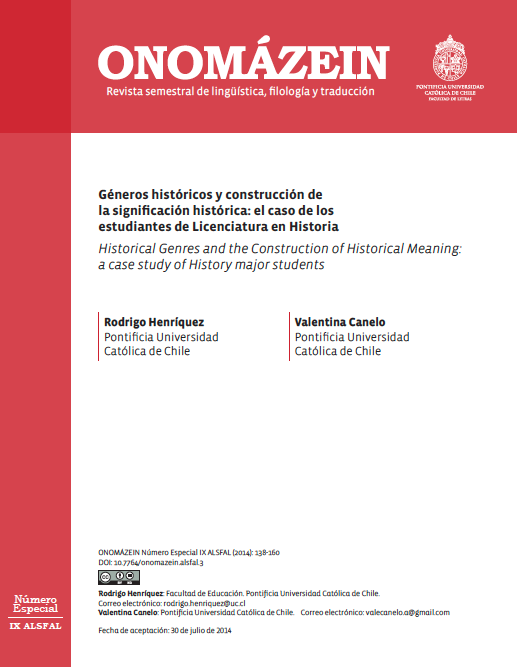 ONOMÁZEIN
Revista semestral de lingüística, filología y traducción
PONTIFICIA UNIVERSIDAD
CATÓLICA DE CHILE
FACULTAD DE LETRAS
Géneros históricos y construcción de
la significación histórica: el caso de los
estudiantes de Licenciatura en Historia
Historical Genres and the Construction of Historical Meaning:
a case study of History major students
Rodrigo Henríquez
Pontificia Universidad
Católica de Chile
Valentina Canelo
Pontificia Universidad
Católica de Chile
ONOMÁZEIN Número Especial IX ALSFAL (2014): 138-160
DOI: 10.7764/onomazein.alsfal.3
cc
BY NC
Rodrigo Henríquez: Facultad de Educación. Pontificia Universidad Católica de Chile.
Correo electrónico: rodrigo.henriquez@uc.cl
Valentina Canelo: Pontificia Universidad Católica de Chile. Correo electrónico: valecanelo.a@gmail.com
Fecha de aceptación: 30 de julio de 2014
Número
Especial
IX ALSFAL